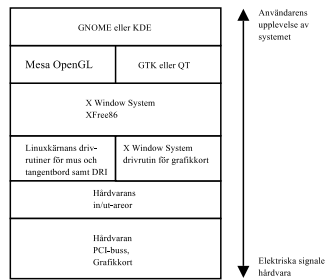 GNOME eller KDE
Mesa OpenGL
GTK eller QT
X Window System
XFree86
Linuxkärnans driv-
rutiner för mus och
tangentbord samt DRI
X Window System
drivrutin för grafikkort
Hårdvarans
in/ut-areor
Hårdvaran
PCI-buss,
Grafikkort
Användarens
upplevelse av
systemet
Elektriska signale
hårdvara